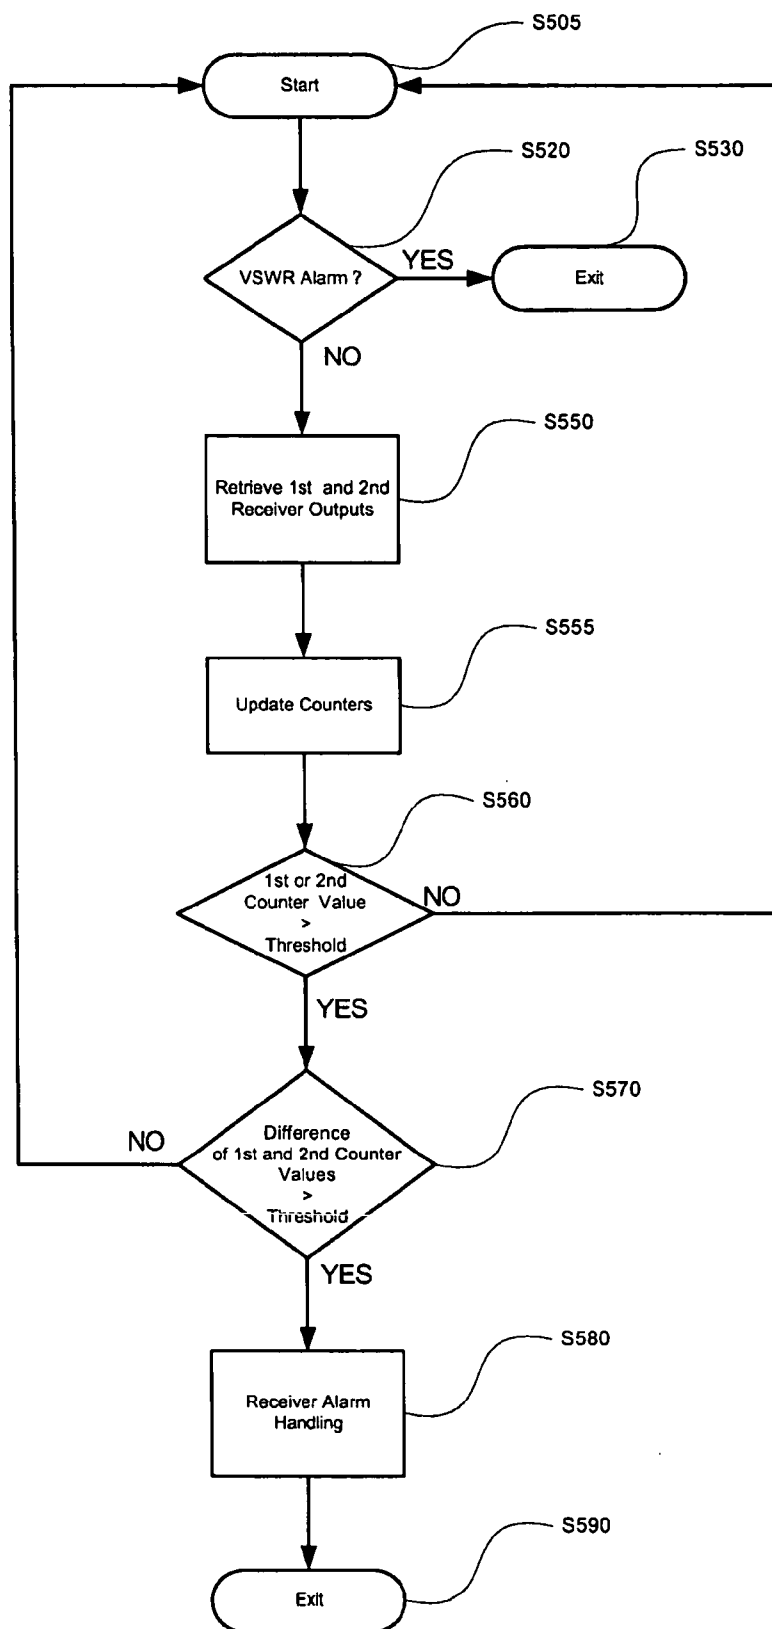 S505
Start
S520
S530
VSWR Alarm ?
YES
Exit
NO
S550
Retrieve 1st and 2nd
Receiver Outputs
S555
Update Counters
S560
1st or 2nd
Counter Value
>
Threshold
NO
YES
S570
NO
Difference
of 1st and 2nd Counter
Values
>
Threshold
YES
S580
Receiver Alarm
Handling
S590
Exit